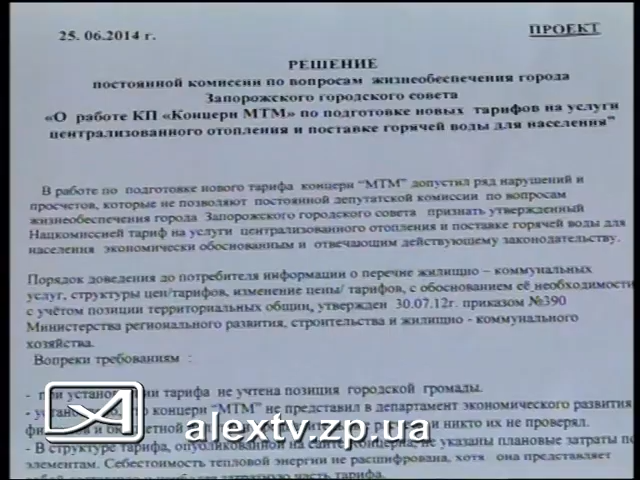 25. 06.2014 г.
ПРОЕКТ
РЕШЕНИЕ
постоянной комиссии по вопросам жизнеобеспечения города
Запорожского городского совета
«О работе КП «Концерн МТМ» по подготовке новых тарифов на услуги
централизованного отопления и поставке горячей воды для населения”
В работе по подготовке нового тарифа концерн “МТМ” допустил ряд нарушений и
просчетов, которые не позволяют постоянной депутатской комиссии по вопросам
жизнеобеспечения города Запорожского городского совета признать утвержденный
Нацкомиссией тариф на услуги централизованного отопления и поставке горячей воды для
населения экономически обоснованным и отвечающим действующему законодательству.
Порядок доведения до потребителя информации о перечне жилищно – коммунальных
услуг, структуры цен/тарифов, изменение цены/ тарифов, с обоснованием её необходимости
с учётом позиции территориальных общин, утвержден 30.07.12г. приказом №390
Министерства регионального развития, строительства и жилищно - коммунального
хозяйства.
Вопреки требованиям :
- при установлении тарифа не учтена позиция городской громады.
- концерн “МТМ” не представил в департамент экономического развития
и никто их не проверял.
- В структуре тарифа, опубликованной на сайте концерна, не указаны плановые затраты по
элементам. Себестоимость тепловой энергии не расшифрована, хотя она представляет
затратную часть тарифа.
alextv.zp.ua